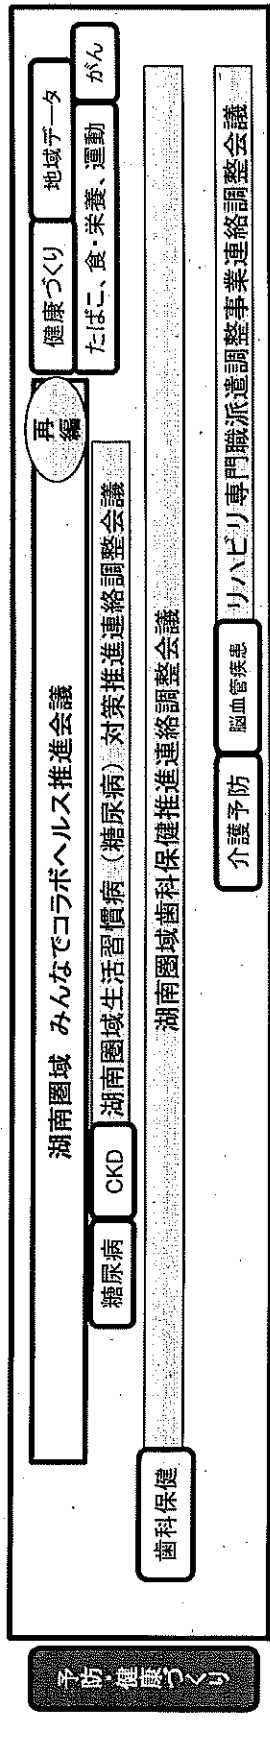 予防・健康づくり
湖南圏域 みんなでコラボヘルス推進会議
再編
健康づくり
地域データ
たばこ、食・栄養、運動
がん
糖尿病
CKD
湖南圏域生活習慣病（糖尿病）対策推進連絡調整会議
歯科保健
湖南圏域歯科保健推進連絡調整会議
介護予防
脳血管疾患
リハビリ専門職派遣調整事業連絡調整会議